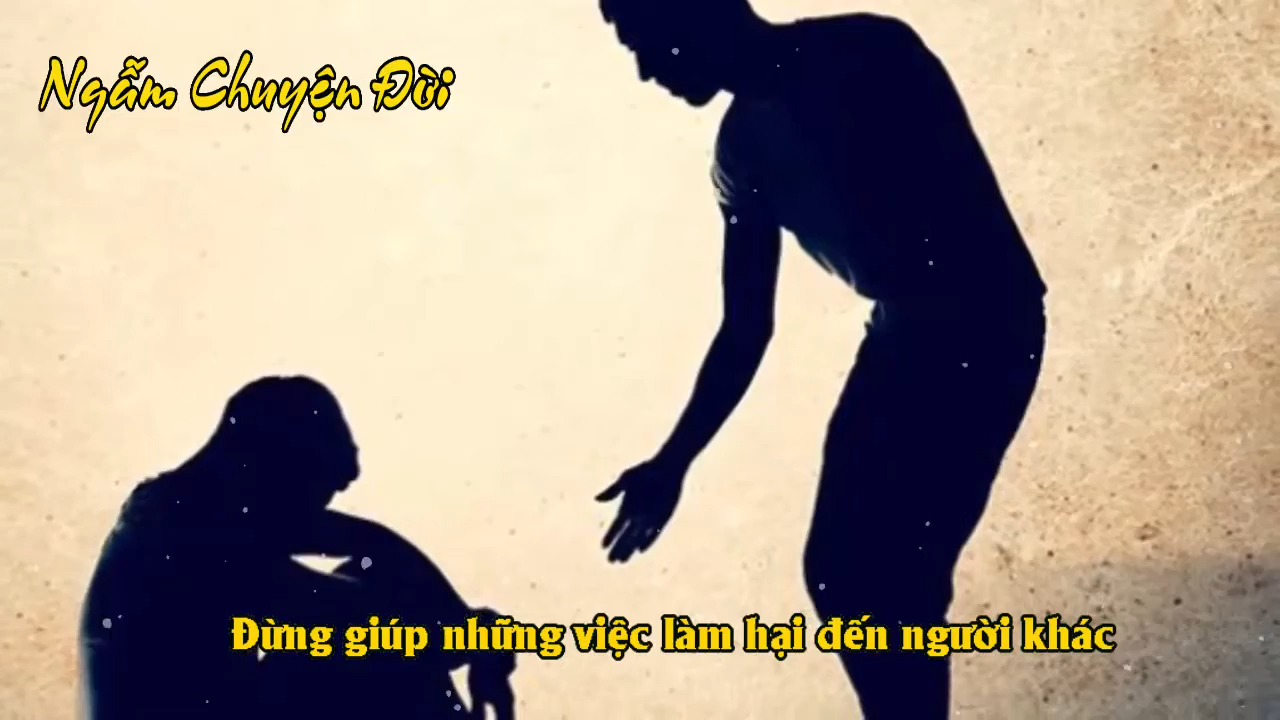 Ngẫm Chuyện Đời
Đừng giúp những việc làm hại đến người khác